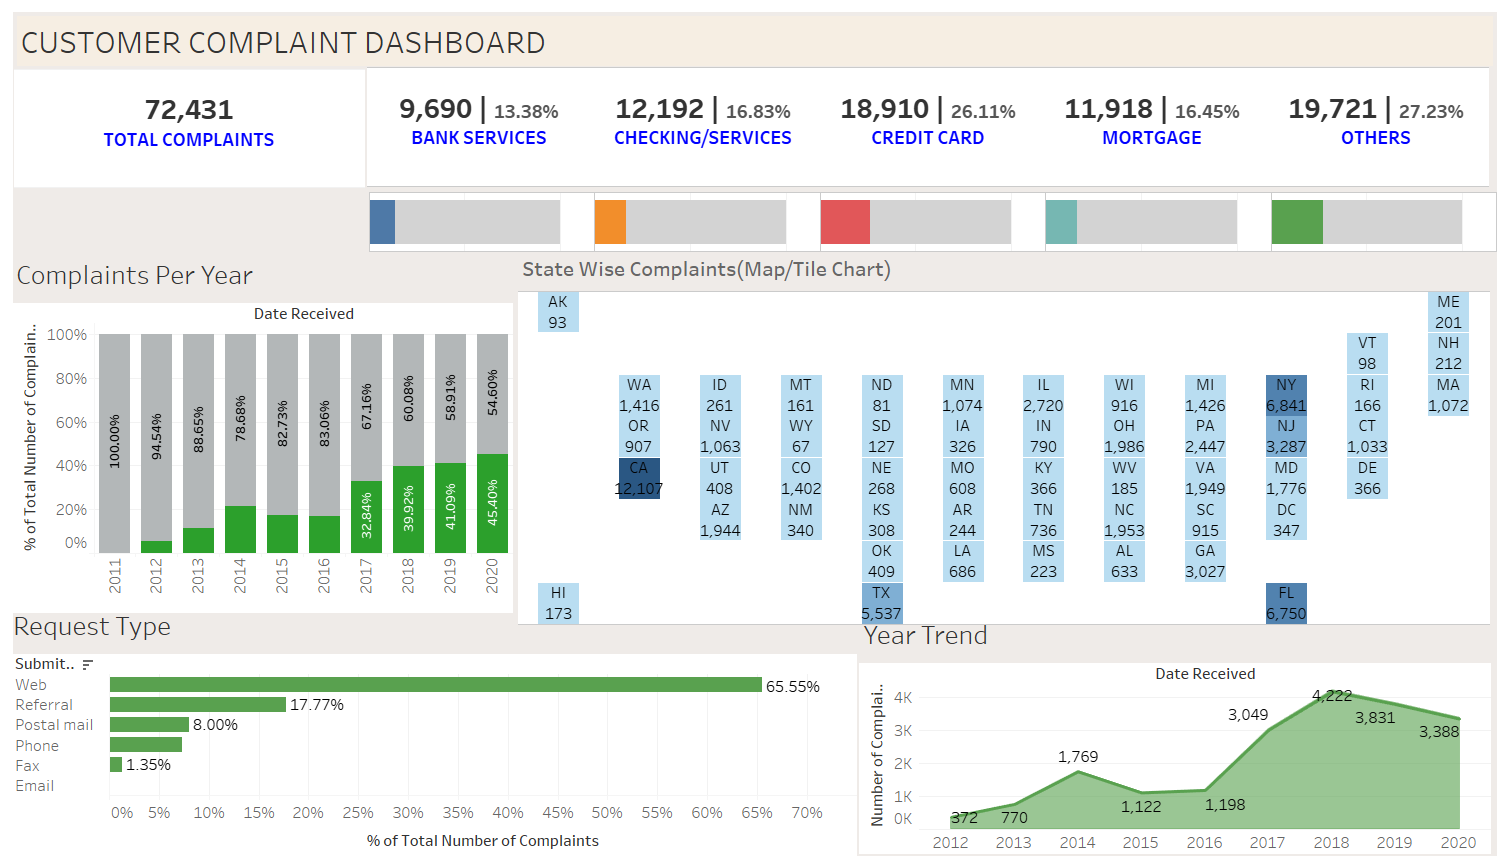 CUSTOMER COMPLAINT DASHBOARD
72,431
TOTAL COMPLAINTS
9,690 | 13.38%
BANK SERVICES
12,192 | 16.83%
CHECKING/SERVICES
18,910 | 26.11%
CREDIT CARD
11,918 | 16.45%
MORTGAGE
19,721 | 27.23%
OTHERS
Complaints Per Year
Date Received
% of Total Number of Complain..
100%
80%
60%
40%
20%
0%
100.00%
94.54%
88.65%
78.68%
82.73%
83.06%
67.16%
60.08%
58.91%
54.60%
32.84%
39.92%
41.09%
45.40%
2011
2012
2013
2014
2015
2016
2017
2018
2019
2020
State Wise Complaints(Map/Tile Chart)
AK
93
ME
201
VT
98
NH
212
WA
1,416
ID
261
MT
161
ND
81
MN
1,074
IL
2,720
WI
916
MI
1,426
NY
6,841
RI
166
MA
1,072
OR
907
NV
1,063
WY
67
SD
127
IA
326
IN
790
OH
1,986
PA
2,447
NJ
3,287
CT
1,033
CA
12,107
UT
408
CO
1,402
NE
268
MO
608
KY
366
WV
185
VA
1,949
MD
1,776
DE
366
AZ
1,944
NM
340
KS
308
AR
244
TN
736
NC
1,953
SC
915
DC
347
OK
409
LA
686
MS
223
AL
633
GA
3,027
HI
173
TX
5,537
FL
6,750
Request Type
Submit..
Web
65.55%
Referral
17.77%
Postal mail
8.00%
Phone
Fax
1.35%
Email
0% 5% 10% 15% 20% 25% 30% 35% 40% 45% 50% 55% 60% 65% 70%
% of Total Number of Complaints
Year Trend
Date Received
Number of Complai..
4K
3K
2K
1K
0K
372
770
1,769
1,122
1,198
3,049
4,222
3,831
3,388
2012 2013 2014 2015 2016 2017 2018 2019 2020